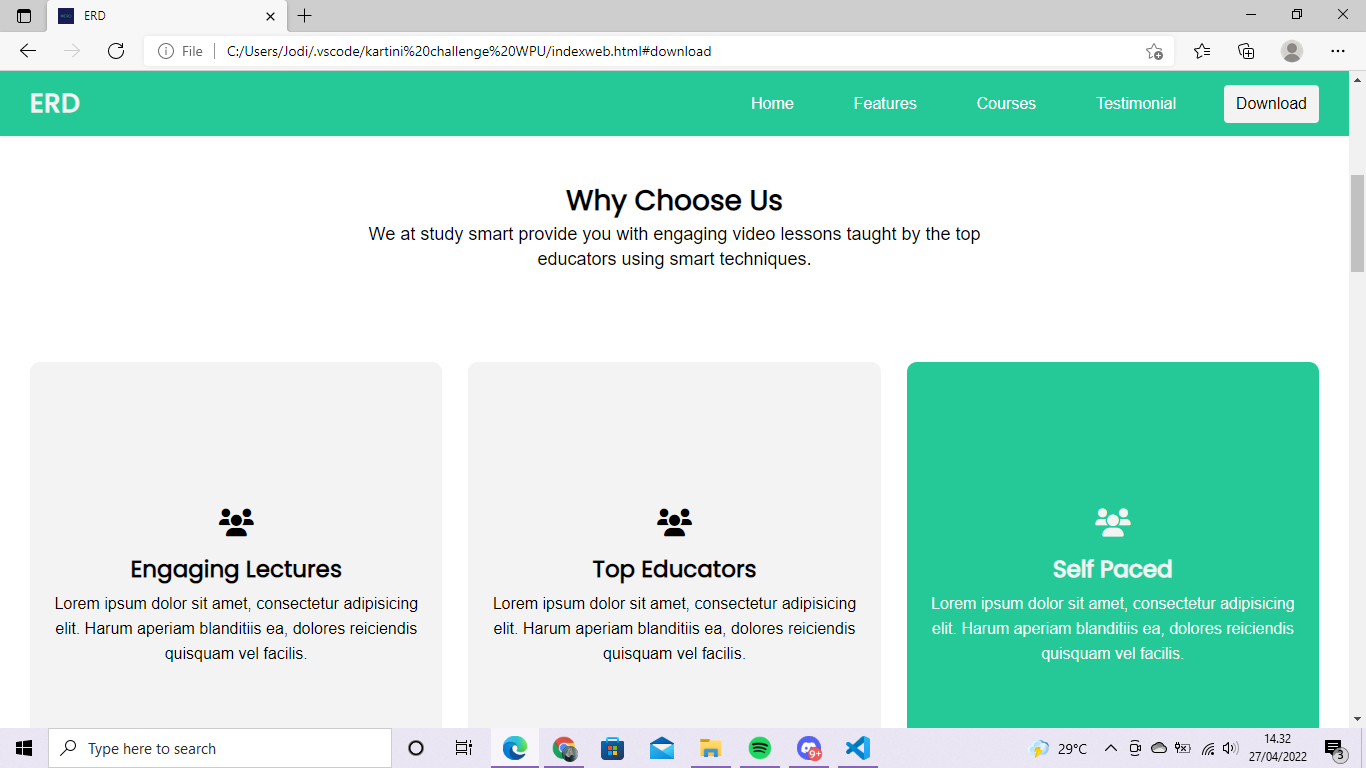 ERD
File
C:/Users/Jodi/.vscode/kartini%20challenge%20WPU/indexweb.html#download
ERD
Home
Features
Courses
Testimonial
Download
Why Choose Us
We at study smart provide you with engaging video lessons taught by the top
educators using smart techniques.
Engaging Lectures
Lorem ipsum dolor sit amet, consectetur adipisicing
elit. Harum aperiam blanditiis ea, dolores reiciendis
quisquam vel facilis.
Top Educators
Lorem ipsum dolor sit amet, consectetur adipisicing
elit. Harum aperiam blanditiis ea, dolores reiciendis
quisquam vel facilis.
Self Paced
Lorem ipsum dolor sit amet, consectetur adipisicing
elit. Harum aperiam blanditiis ea, dolores reiciendis
quisquam vel facilis.
Type here to search
9+
29°C
14.32
27/04/2022
3